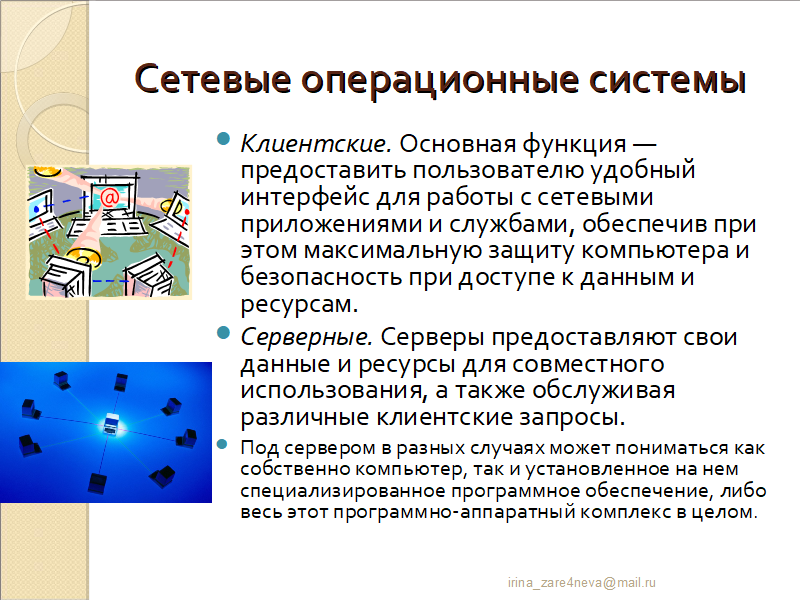 Сетевые операционные системы
Клиентские. Основная функция —
предоставить пользователю удобный
интерфейс для работы с сетевыми
приложениями и службами, обеспечив при
этом максимальную защиту компьютера и
безопасность при доступе к данным и
ресурсам.
Серверные. Серверы предоставляют свои
данные и ресурсы для совместного
использования, а также обслуживая
различные клиентские запросы.
Под сервером в разных случаях может пониматься как
собственно компьютер, так и установленное на нем
специализированное программное обеспечение, либо
весь этот программно-аппаратный комплекс в целом.
@
irina_zare4neva@mail.ru